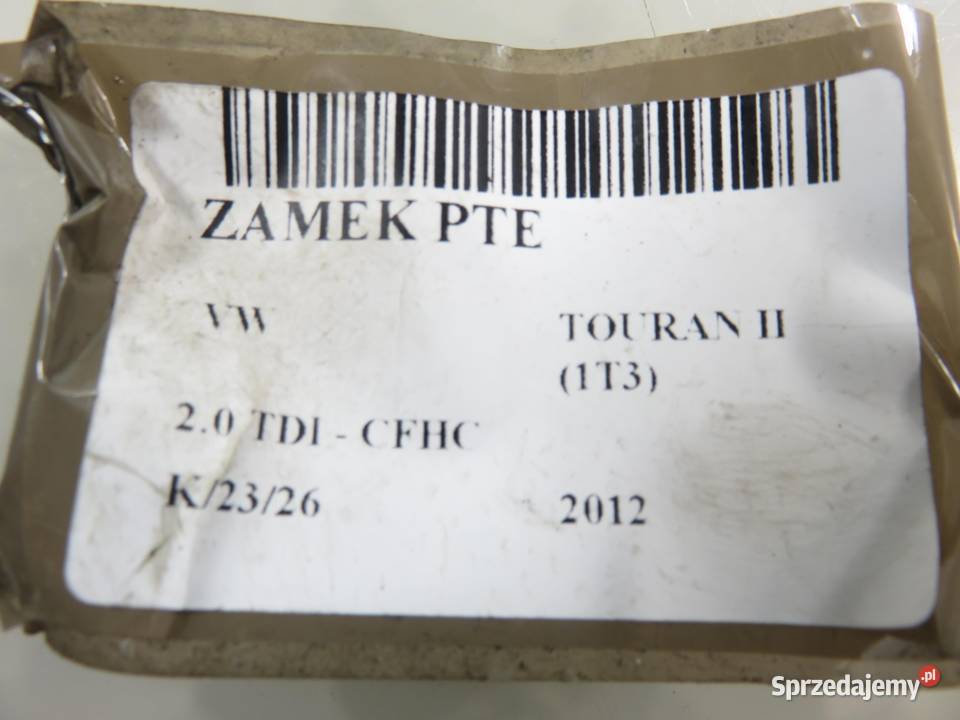 ZAMEK PTE
VW
TOURAN II
(1T3)
2.0 TDI - CFHC
K/23/26
2012
Sprzedajemy.pl